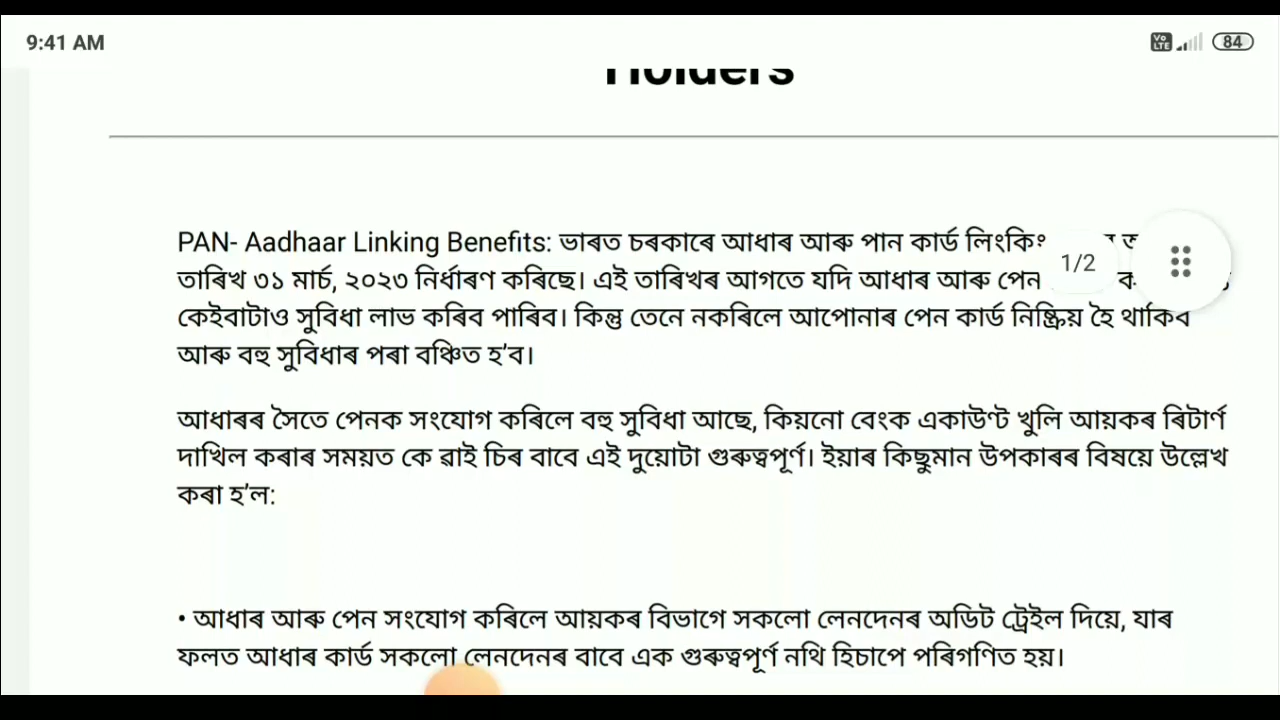 9:41 AM
Vo LTE 84
Holders
PAN- Aadhaar Linking Benefits: ভাৰত চৰকাৰে আধাৰ আৰু পান কাৰ্ড লিংকিং
1/2
তাৰিখ ৩১ মাৰ্চ, ২০২৩ নিৰ্ধাৰণ কৰিছে। এই তাৰিখৰ আগতে যদি আধাৰ আৰু পেন
কেইবাটাও সুবিধা লাভ কৰিব পাৰিব। কিন্তু তেনে নকৰিলে আপোনাৰ পেন কাৰ্ড নিষ্ক্ৰিয় হৈ থাকিব
আৰু বহু সুবিধাৰ পৰা বঞ্চিত হ'ব।
আধাৰৰ সৈতে পেনক সংযোগ কৰিলে বহু সুবিধা আছে, কিয়নো বেংক একাউণ্ট খুলি আয়কৰ ৰিটাৰ্ণ
দাখিল কৰাৰ সময়ত কে ৱাই চিৰ বাবে এই দুয়োটা গুৰুত্বপূৰ্ণ। ইয়াৰ কিছুমান উপকাৰৰ বিষয়ে উল্লেখ
কৰা হ'ল:
• আধাৰ আৰু পেন সংযোগ কৰিলে আয়কৰ বিভাগে সকলো লেনদেনৰ অডিট ট্ৰেইল দিয়ে, যাৰ
ফলত আধাৰ কাৰ্ড সকলো লেনদেনৰ বাবে এক গুৰুত্বপূৰ্ণ নথি হিচাপে পৰিগণিত হয়।